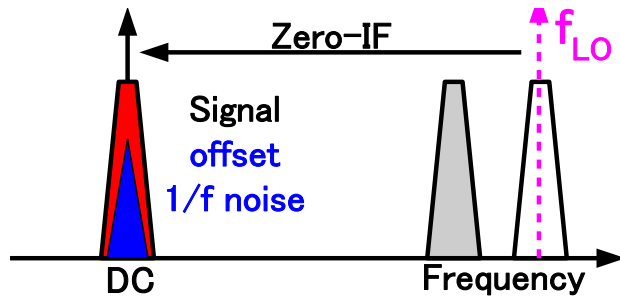 Zero-IF
fLO
Signal
offset
1/f noise
DC
Frequency